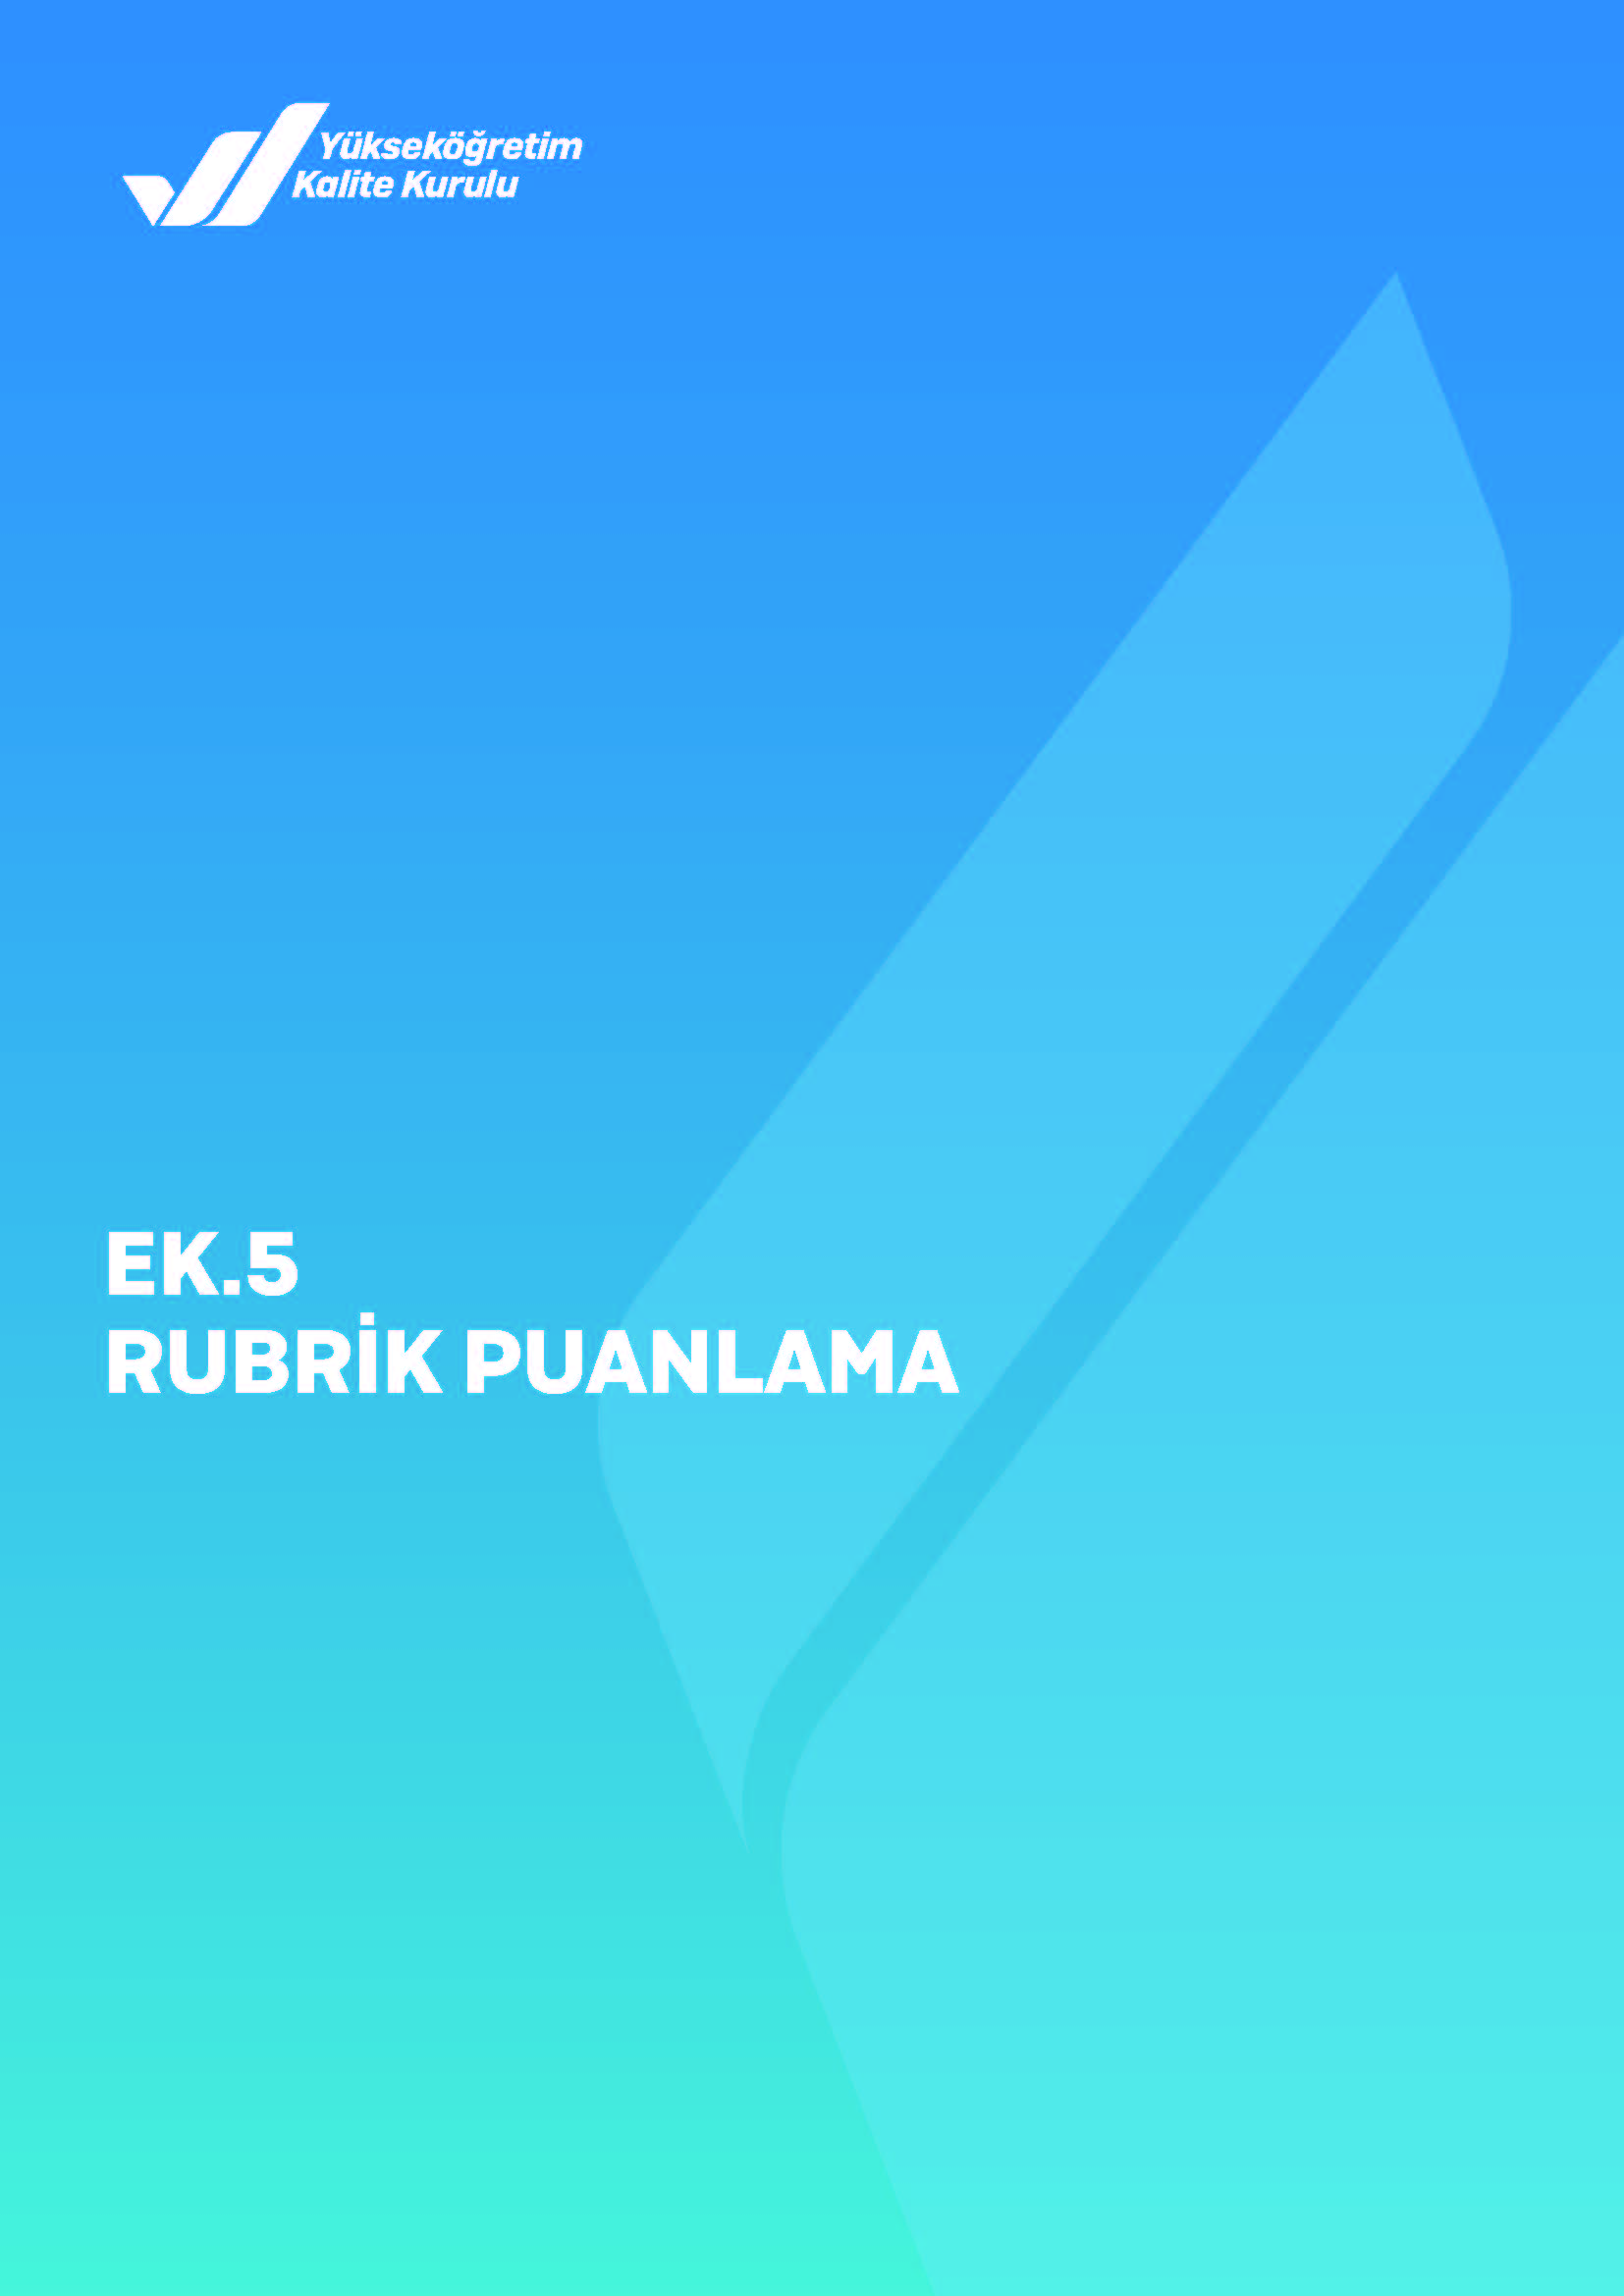 Yükseköğretim
Kalite Kurulu
EK.5
RUBRİK PUANLAMA